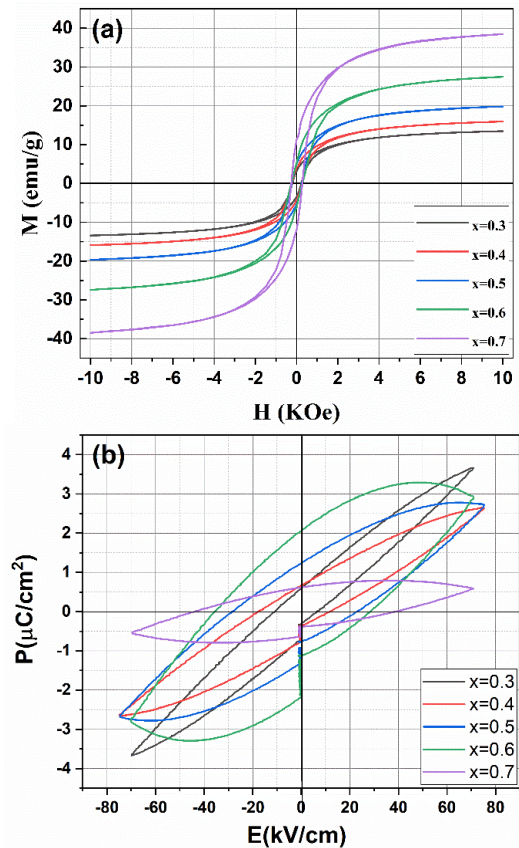 (a)
M (emu/g)
40
30
20
10
0
-10
-20
-30
-40
x=0.3
x=0.4
x=0.5
x=0.6
x=0.7
-10 -8 -6 -4 -2 0 2 4 6 8 10
H (KOe)
(b)
P(μC/cm²)
4
3
2
1
0
-1
-2
-3
-4
x=0.3
x=0.4
x=0.5
x=0.6
x=0.7
-80 -60 -40 -20 0 20 40 60 80
E(kV/cm)